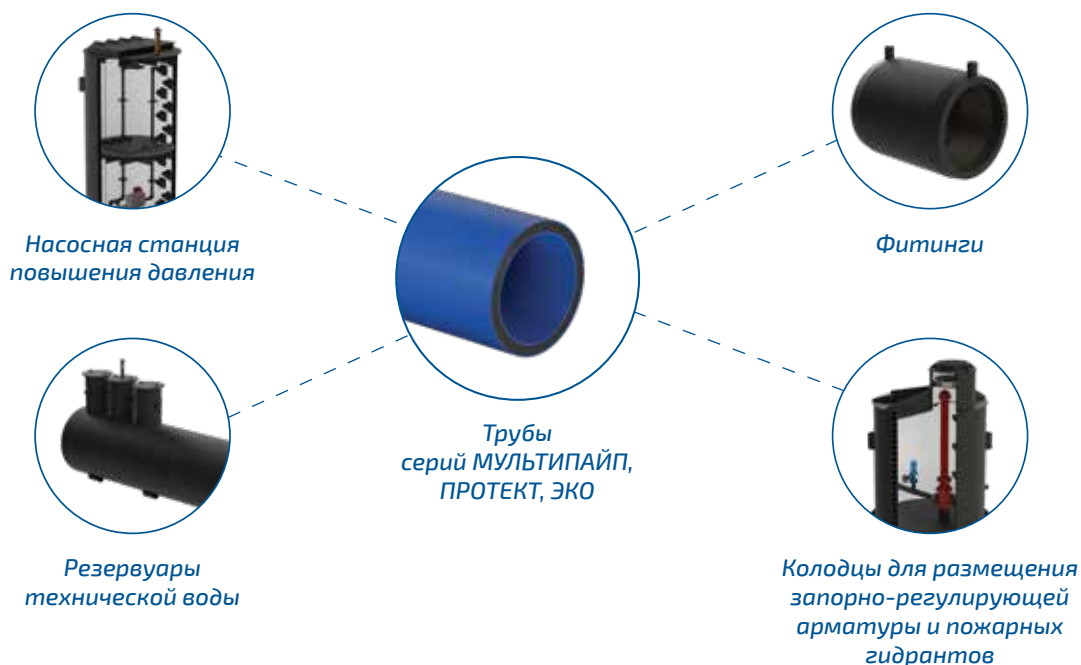 Насосная станция
повышения давления
Фитинги
Трубы
серий МУЛЬТИПАЙП,
ПРОТЕКТ, ЭКО
Резервуары
технической воды
Колодцы для размещения
запорно-регулирующей
арматуры и пожарных
гидрантов